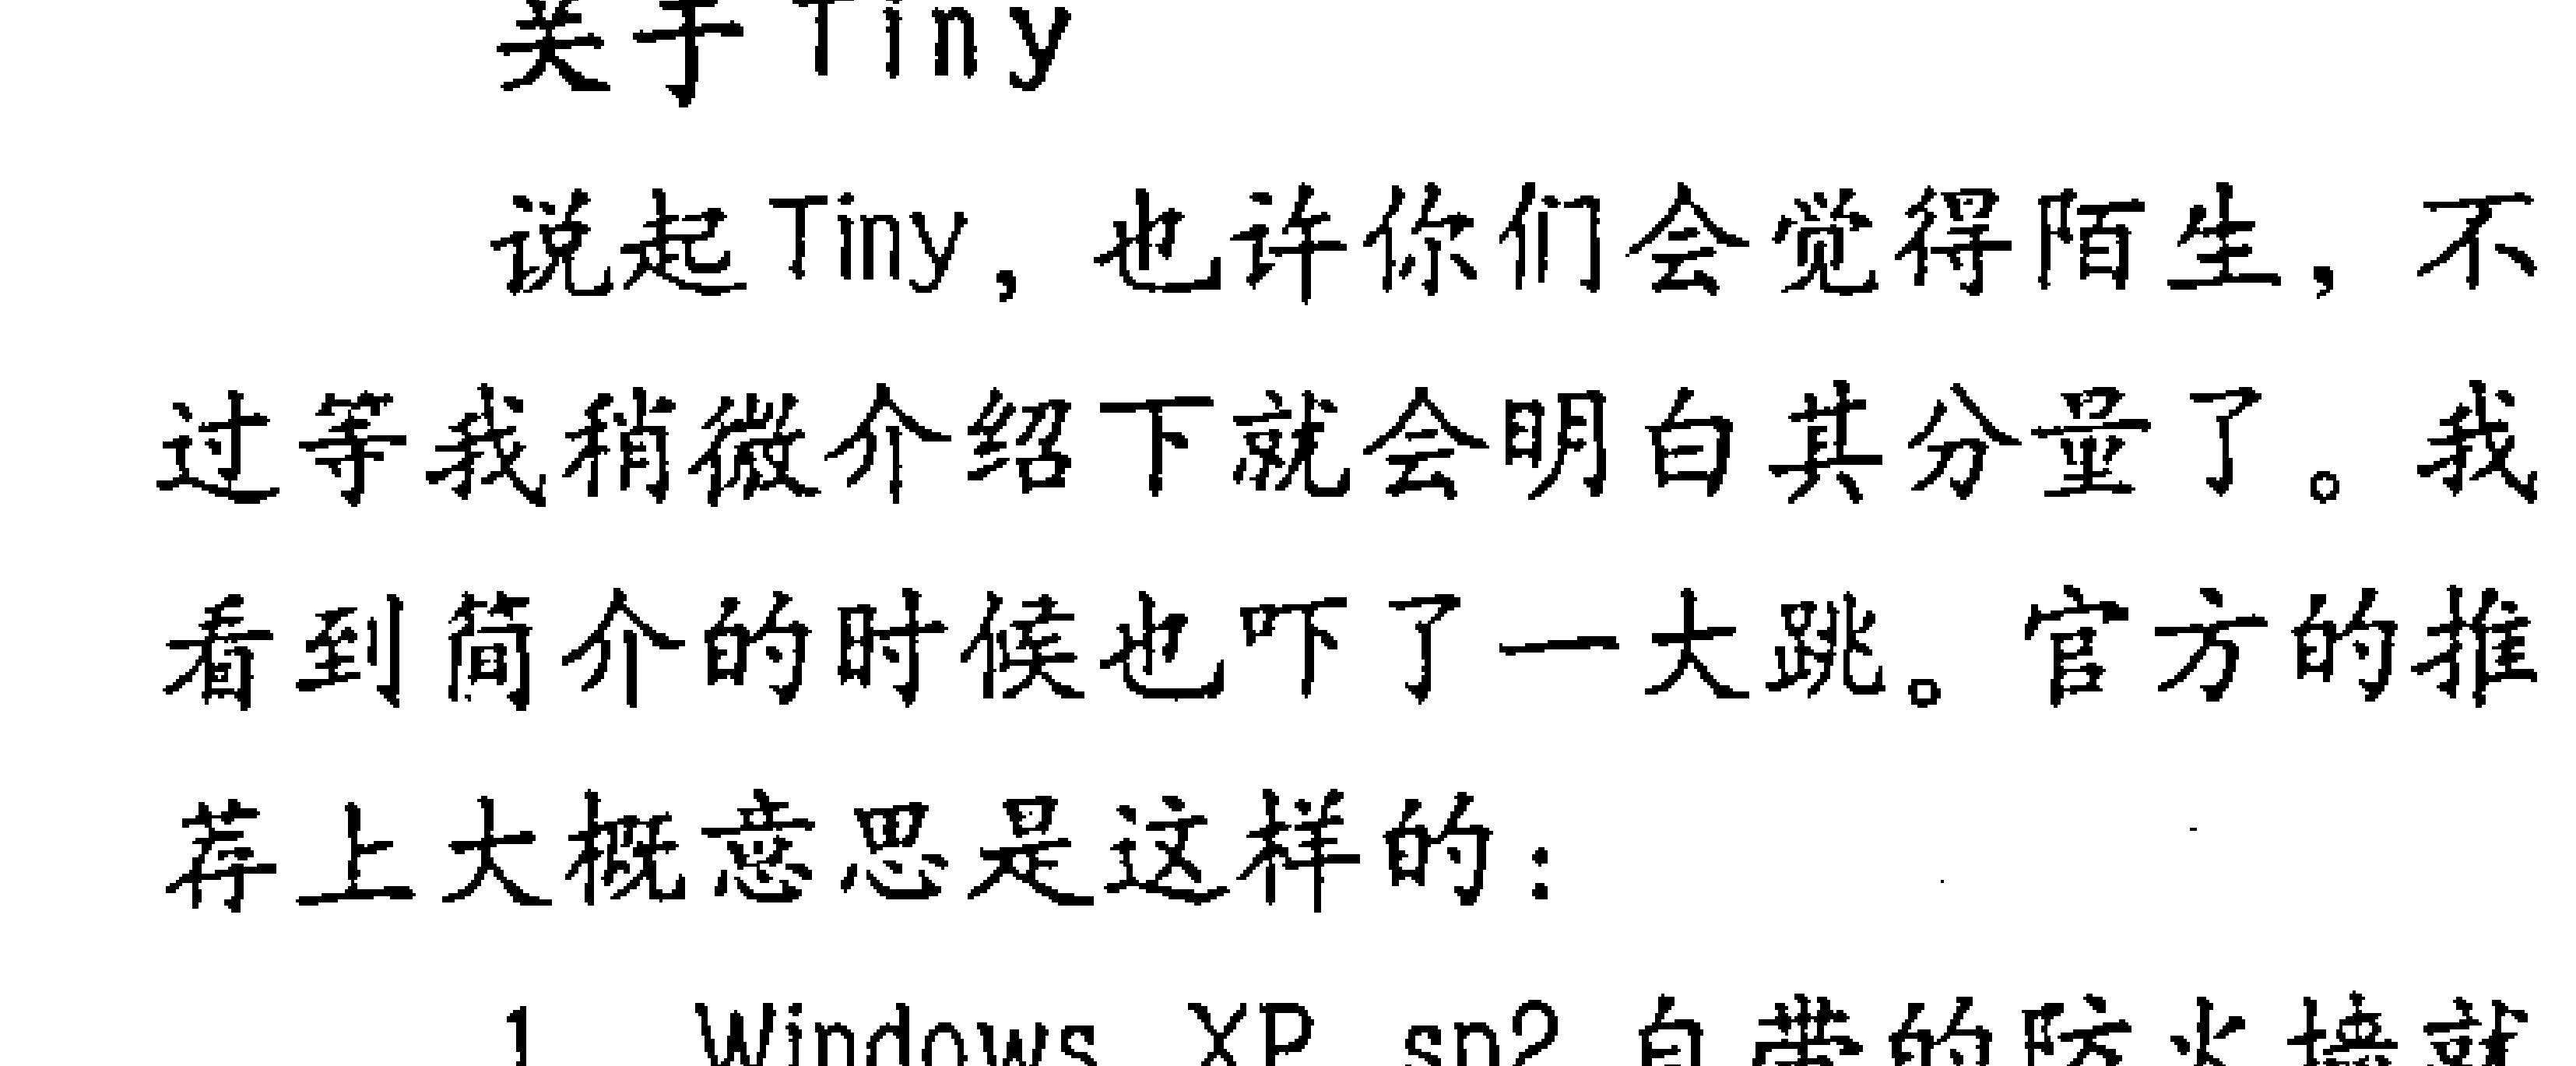 关于Tiny
说起Tiny，也许你们会觉得陌生，不
过等我稍微介绍下就会明白其分量了。我
看到简介的时候也吓了一大跳。官方的推
荐上大概意思是这样的：
1 Windows XP sp2自带的防火墙就